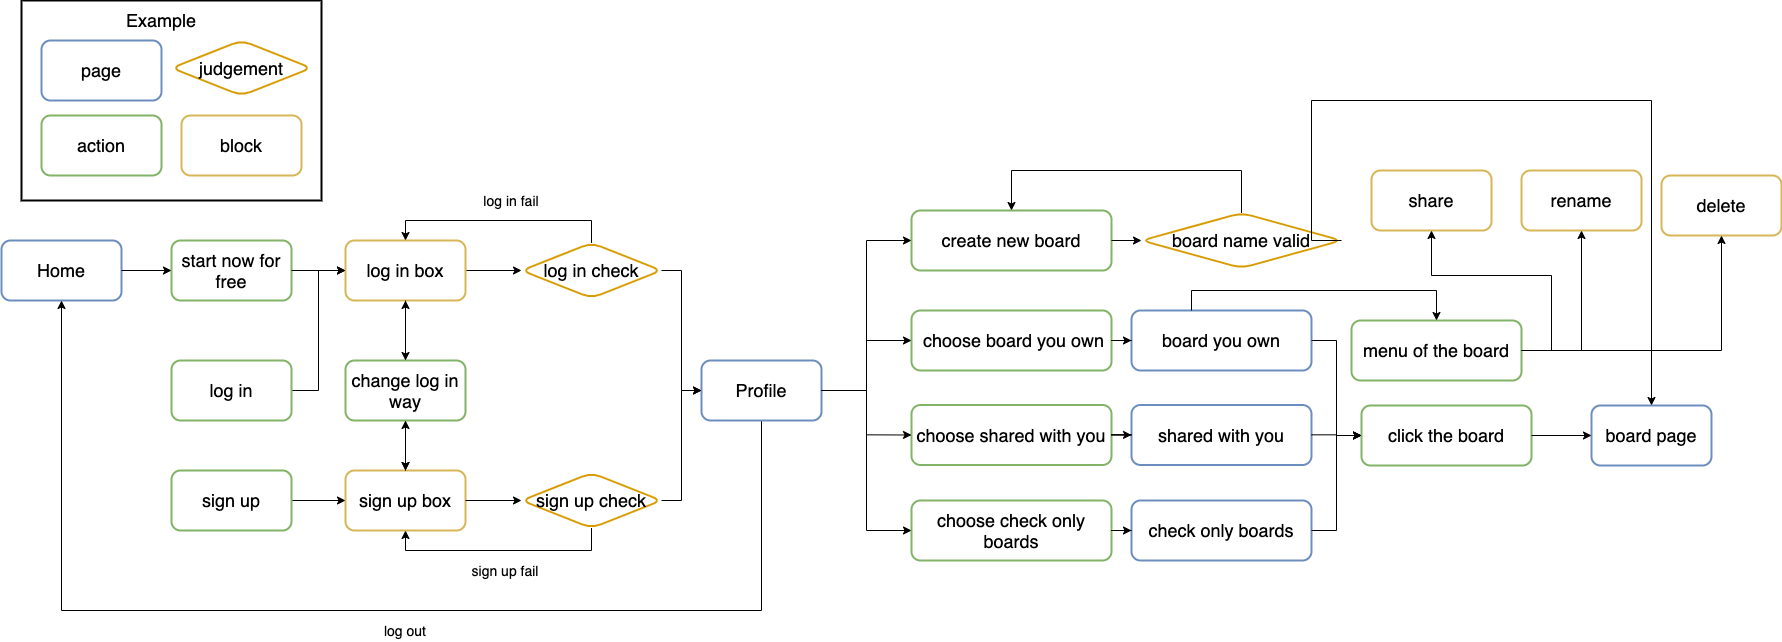 Example
page
judgement
action
block
log in fail
Home
start now for
free
log in box
log in check
log in
change log in
way
Profile
sign up
sign up box
sign up check
sign up fail
log out
create new board
board name valid
share
rename
delete
choose board you own
board you own
menu of the board
choose shared with you
shared with you
click the board
board page
choose check only
boards
check only boards